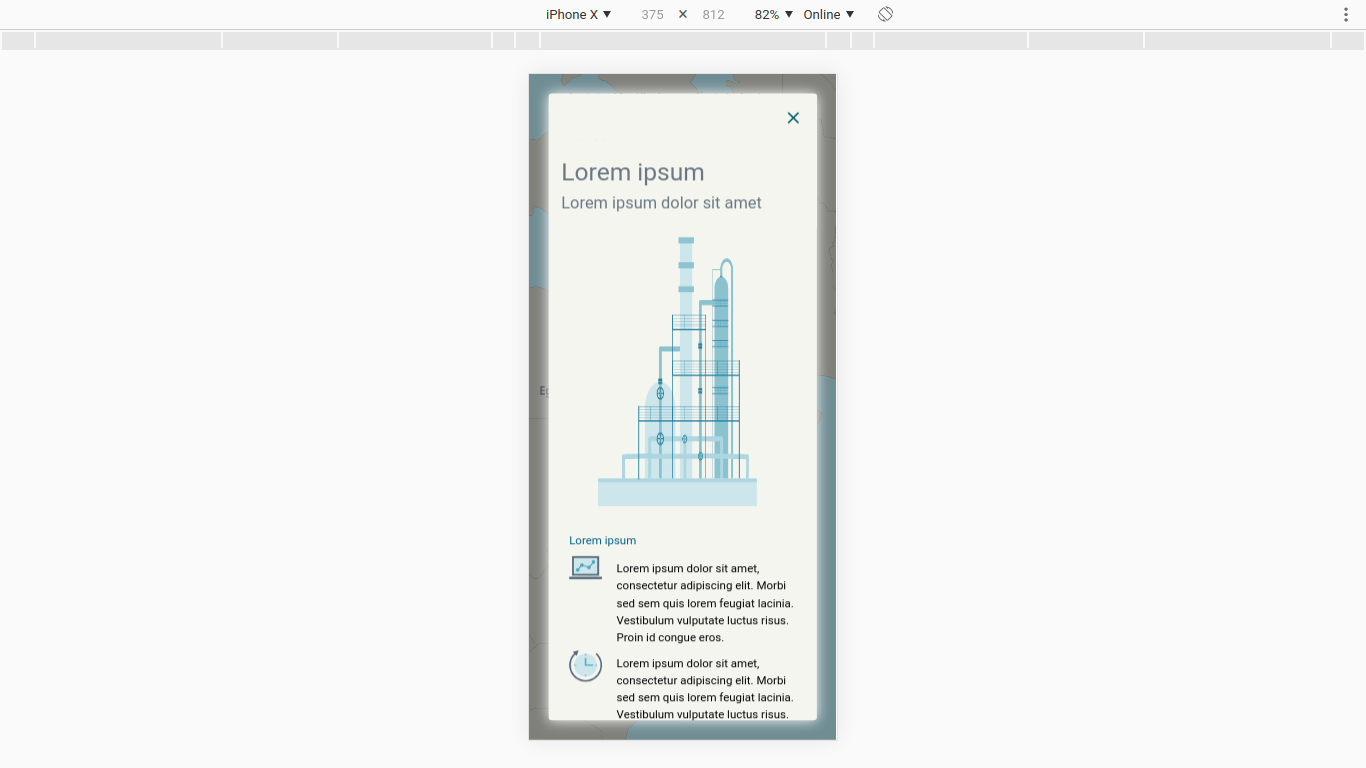 iPhone X ▼ 375 × 812 82% ▼ Online ▼
Lorem ipsum
Lorem ipsum dolor sit amet
Lorem ipsum
Lorem ipsum dolor sit amet,
consectetur adipiscing elit. Morbi
sed sem quis lorem feugiat lacinia.
Vestibulum vulputate luctus risus.
Proin id congue eros.
Lorem ipsum dolor sit amet,
consectetur adipiscing elit. Morbi
sed sem quis lorem feugiat lacinia.
Vestibulum vulputate luctus risus.